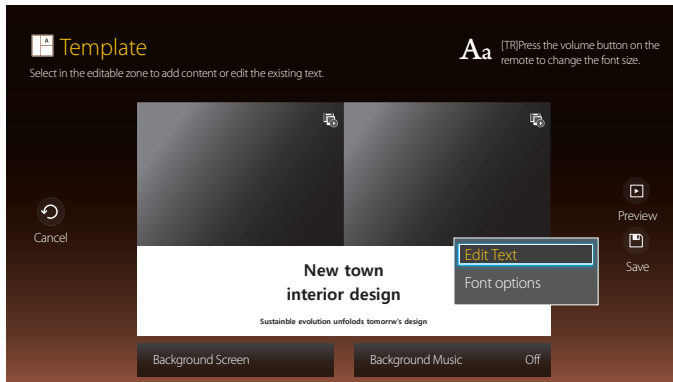 Template
Select in the editable zone to add content or edit the existing text.
Aa
[TR]Press the volume button on the
remote to change the font size.
A
Cancel
Preview
Save
Edit Text
Font options
New town
interior design
Sustainble evolution unfolods tomorrw's design
Background Screen
Background Music Off